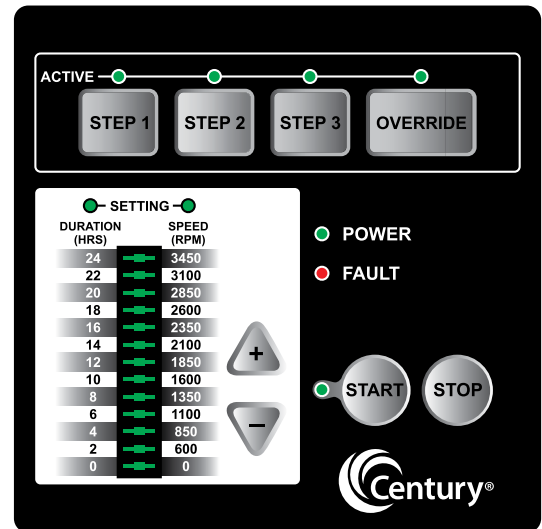 ACTIVE
STEP 1 STEP 2 STEP 3 OVERRIDE
SETTING
DURATION (HRS) SPEED (RPM)
24 3450
22 3100
20 2850
18 2600
16 2350
14 2100
12 1850
10 1600
8 1350
6 1100
4 850
2 600
0 0
+
−
POWER
FAULT
START STOP
Century®